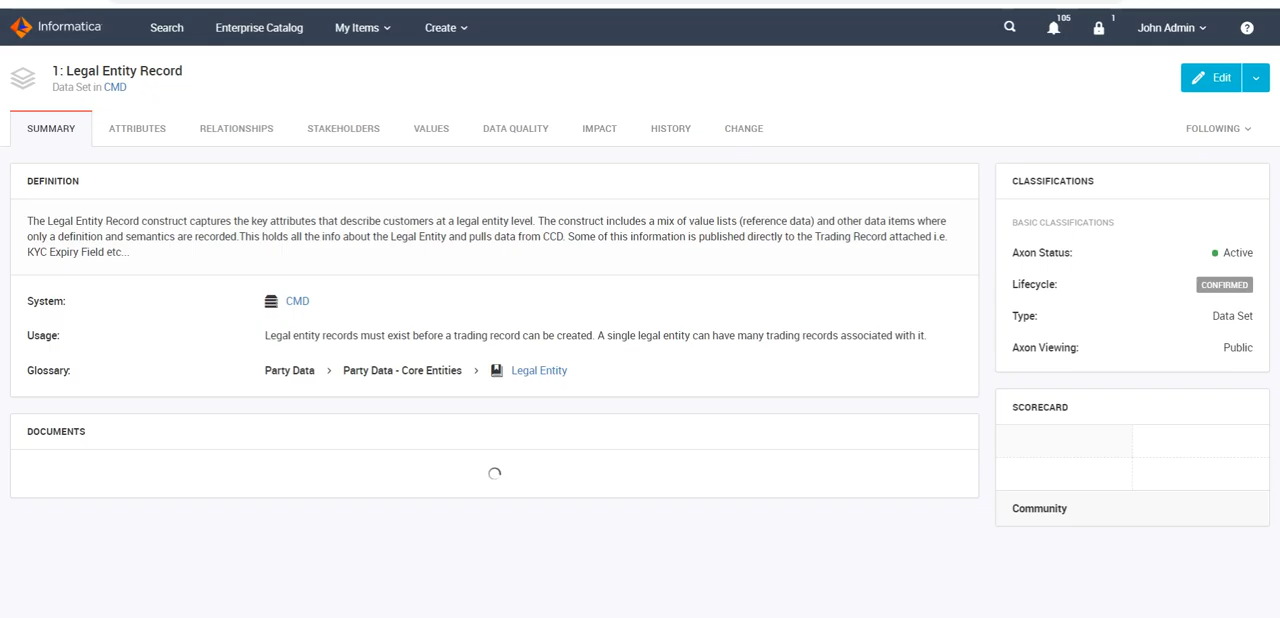 Informatica Search Enterprise Catalog My Items Create 105 1 John Admin ?
1: Legal Entity Record
Data Set in CMD
Edit
SUMMARY ATTRIBUTES RELATIONSHIPS STAKEHOLDERS VALUES DATA QUALITY IMPACT HISTORY CHANGE FOLLOWING
DEFINITION
The Legal Entity Record construct captures the key attributes that describe customers at a legal entity level. The construct includes a mix of value lists (reference data) and other data items where
only a definition and semantics are recorded.This holds all the info about the Legal Entity and pulls data from CCD. Some of this information is published directly to the Trading Record attached i.e.
KYC Expiry Field etc...
System: CMD
Usage: Legal entity records must exist before a trading record can be created. A single legal entity can have many trading records associated with it.
Glossary: Party Data > Party Data - Core Entities > Legal Entity
DOCUMENTS
CLASSIFICATIONS
BASIC CLASSIFICATIONS
Axon Status: Active
Lifecycle: CONFIRMED
Type: Data Set
Axon Viewing: Public
SCORECARD
Community